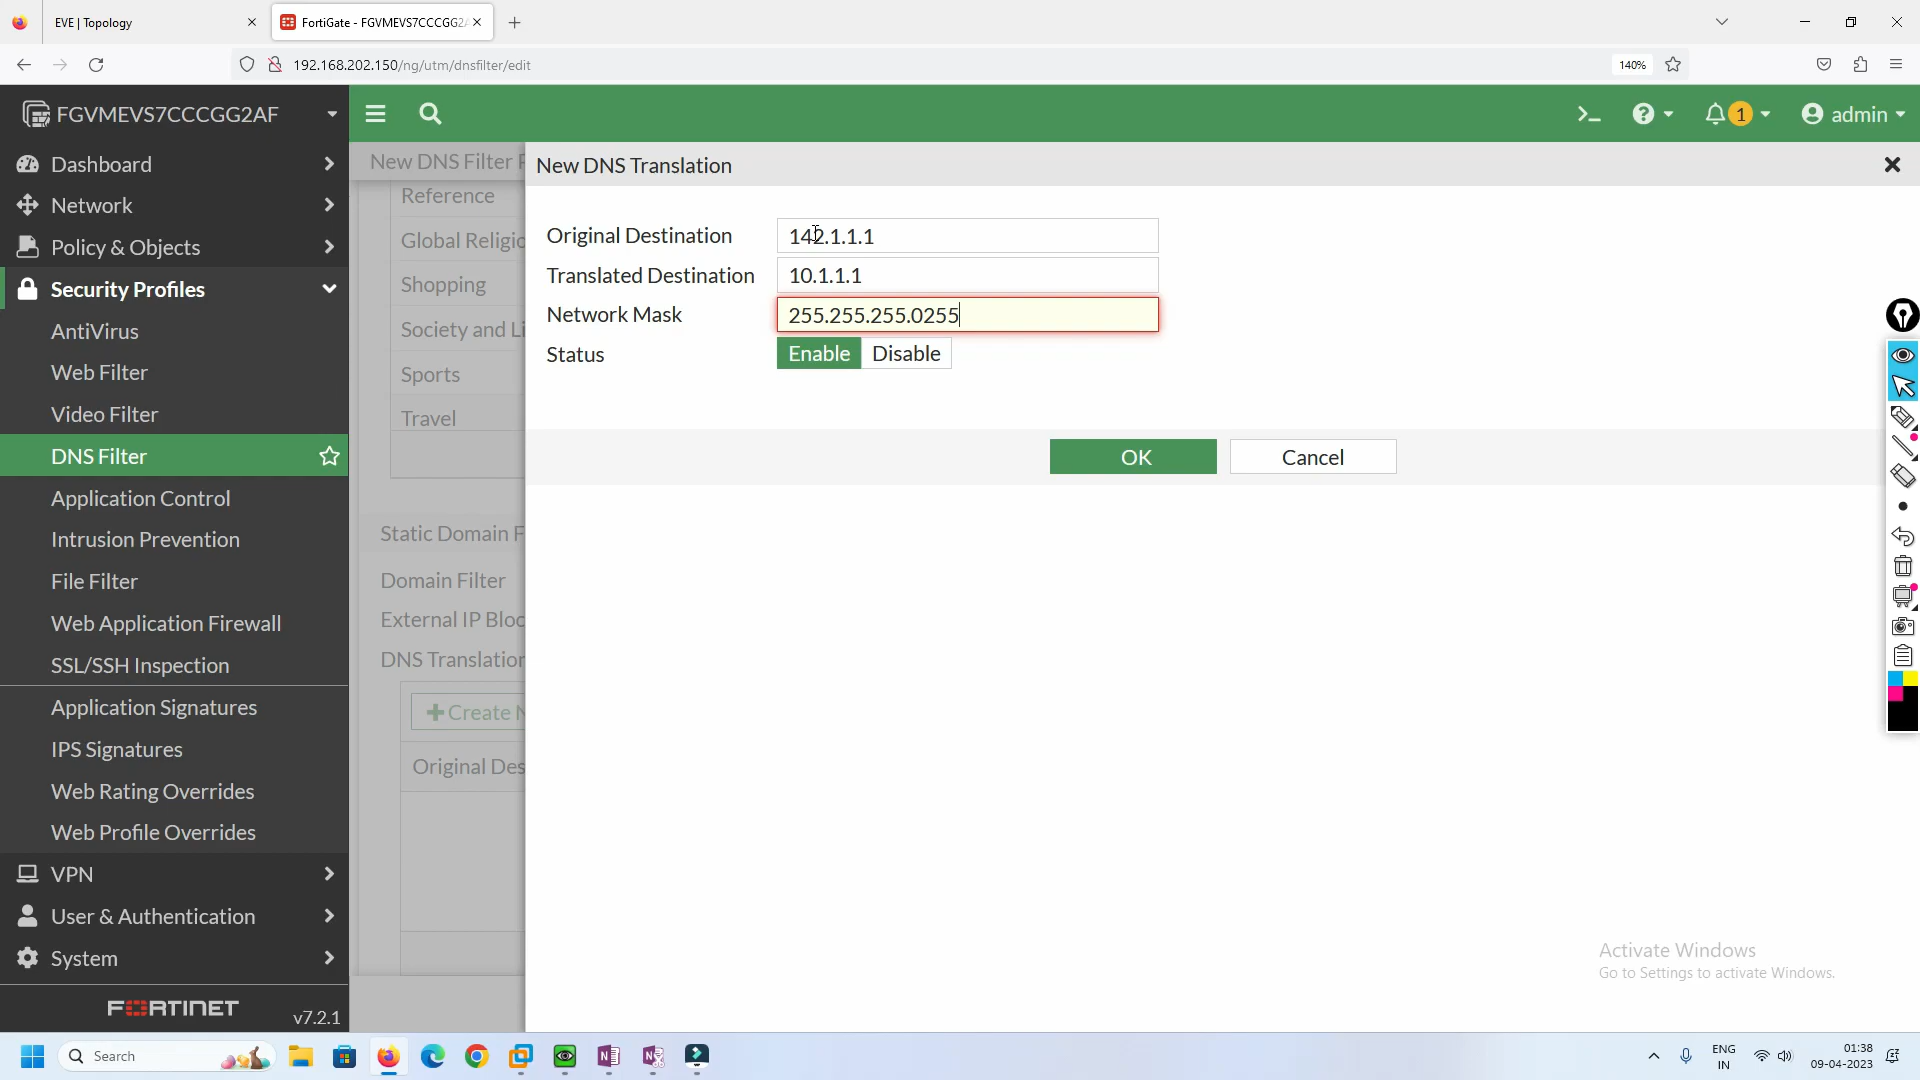 EVE | Topology
FortiGate - FGVMEVS7CCCGG2
192.168.202.150/ng/utm/dnsfilter/edit
140%
FGVMEVS7CCCGG2AF
1
admin
Dashboard
Network
Policy & Objects
Security Profiles
AntiVirus
Web Filter
Video Filter
DNS Filter
Application Control
Intrusion Prevention
File Filter
Web Application Firewall
SSL/SSH Inspection
Application Signatures
IPS Signatures
Web Rating Overrides
Web Profile Overrides
VPN
User & Authentication
System
FORTINET
v7.2.1
New DNS Filter P
Reference
Global Religio
Shopping
Society and Li
Sports
Travel
Static Domain F
Domain Filter
External IP Bloc
DNS Translation
Create N
Original Des
New DNS Translation
Original Destination
142.1.1.1
Translated Destination
10.1.1.1
Network Mask
255.255.255.0255
Status
Enable
Disable
OK
Cancel
Activate Windows
Go to Settings to activate Windows.
Search
ENG
IN
01:38
09-04-2023